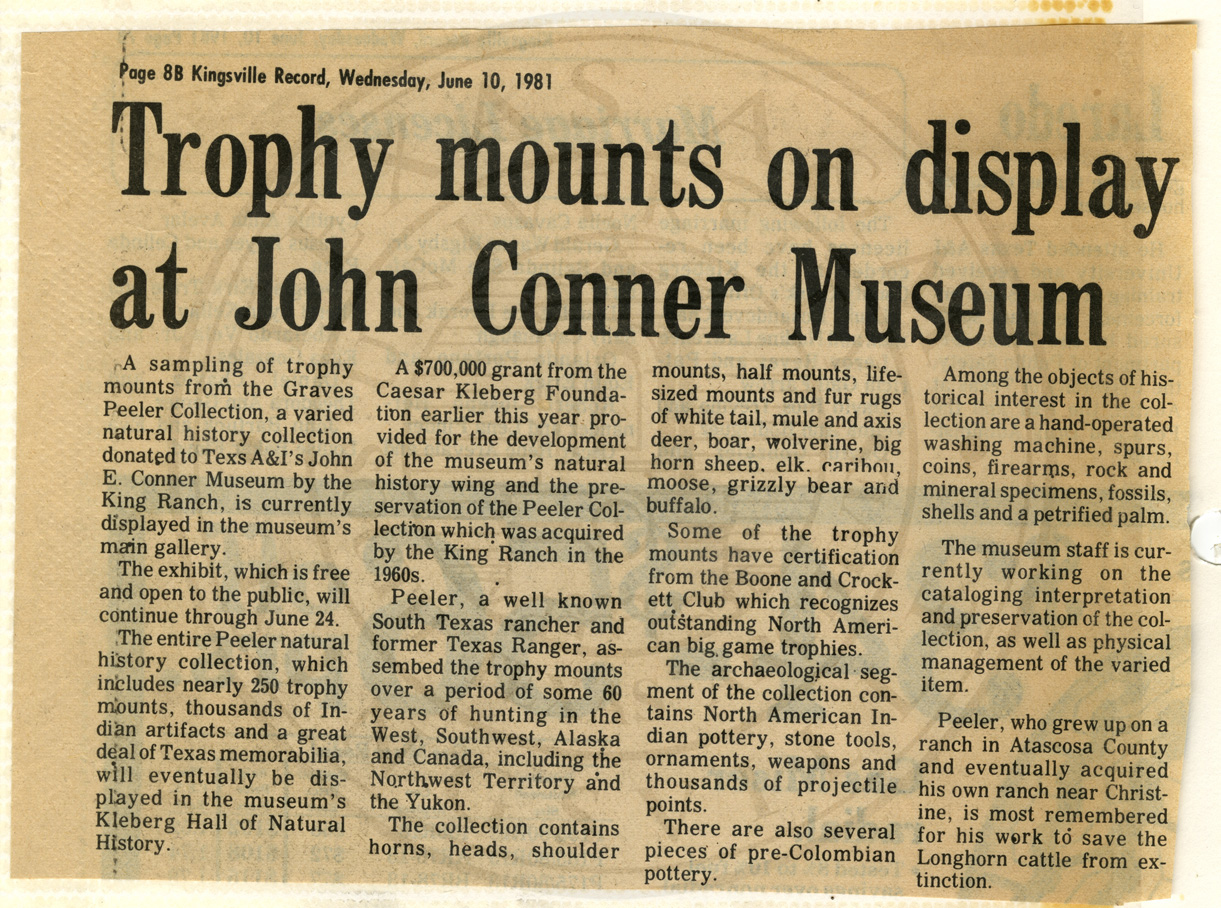 Page 8B Kingsville Record, Wednesday, June 10, 1981
Trophy mounts on display
at John Conner Museum
A sampling of trophy
mounts from the Graves
Peeler Collection, a varied
natural history collection
donated to Texs A&I's John
E. Conner Museum by the
King Ranch, is currently
displayed in the museum's
main gallery.
The exhibit, which is free
and open to the public, will
continue through June 24.
The entire Peeler natural
history collection, which
includes nearly 250 trophy
mounts, thousands of In-
dian artifacts and a great
deal of Texas memorabilia,
will eventually be dis-
played in the museum's
Kleberg Hall of Natural
History.
A $700,000 grant from the
Caesar Kleberg Founda-
tion earlier this year pro-
vided for the development
of the museum's natural
history wing and the pre-
servation of the Peeler Col-
lection which was acquired
by the King Ranch in the
1960s.
Peeler, a well known
South Texas rancher and
former Texas Ranger, as-
sembed the trophy mounts
over a period of some 60
years of hunting in the
West, Southwest, Alaska
and Canada, including the
Northwest Territory and
the Yukon.
The collection contains
horns, heads, shoulder
mounts, half mounts, life-
sized mounts and fur rugs
of white tail, mule and axis
deer, boar, wolverine, big
horn sheep, elk, caribou,
moose, grizzly bear and
buffalo.
Some of the trophy
mounts have certification
from the Boone and Crock-
ett Club which recognizes
outstanding North Ameri-
can big game trophies.
The archaeological seg-
ment of the collection con-
tains North American In-
dian pottery, stone tools,
ornaments, weapons and
thousands of projectile
points.
There are also several
pieces of pre-Colombian
pottery.
Among the objects of his-
torical interest in the col-
lection are a hand-operated
washing machine, spurs,
coins, firearms, rock and
mineral specimens, fossils,
shells and a petrified palm.
The museum staff is cur-
rently working on the
cataloging interpretation
and preservation of the col-
lection, as well as physical
management of the varied
item.
Peeler, who grew up on a
ranch in Atascosa County
and eventually acquired
his own ranch near Christ-
ine, is most remembered
for his work to save the
Longhorn cattle from ex-
tinction.